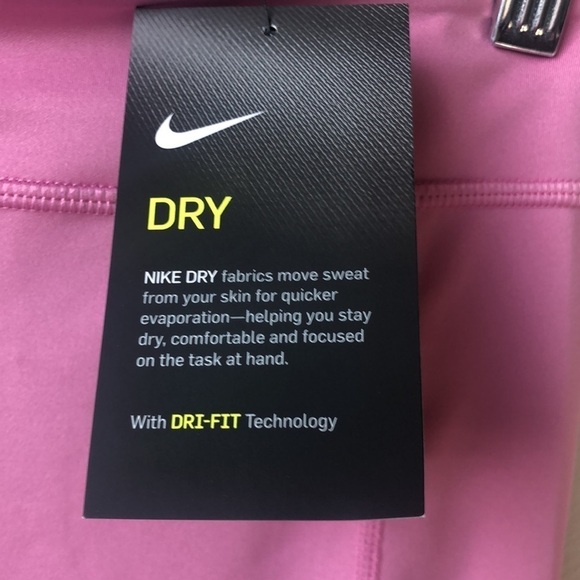 DRY
NIKE DRY fabrics move sweat
from your skin for quicker
evaporation—helping you stay
dry, comfortable and focused
on the task at hand.
With DRI-FIT Technology